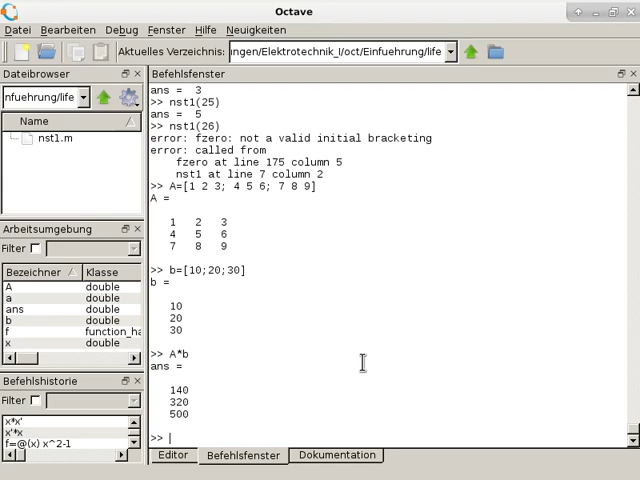 Octave
Datei Bearbeiten Debug Fenster Hilfe Neuigkeiten
Aktuelles Verzeichnis: ıngen/Elektrotechnik_I/oct/Einfuehrung/life
Dateibrowser
nfuehrung/life
Name
nst1.m
Arbeitsumgebung
Filter
Bezeichner Klasse
A double
a double
ans double
b double
f function_ha
x double
Befehlshistorie
Filter
x*x'
x'*x
f=@(x) x^2-1
Befehlsfenster
ans = 3
>> nst1(25)
ans = 5
>> nst1(26)
error: fzero: not a valid initial bracketing
error: called from
fzero at line 175 column 5
nst1 at line 7 column 2
>> A=[1 2 3; 4 5 6; 7 8 9]
A =
1 2 3
4 5 6
7 8 9
>> b=[10;20;30]
b =
10
20
30
>> A*b
ans =
140
320
500
>>
Editor Befehlsfenster Dokumentation